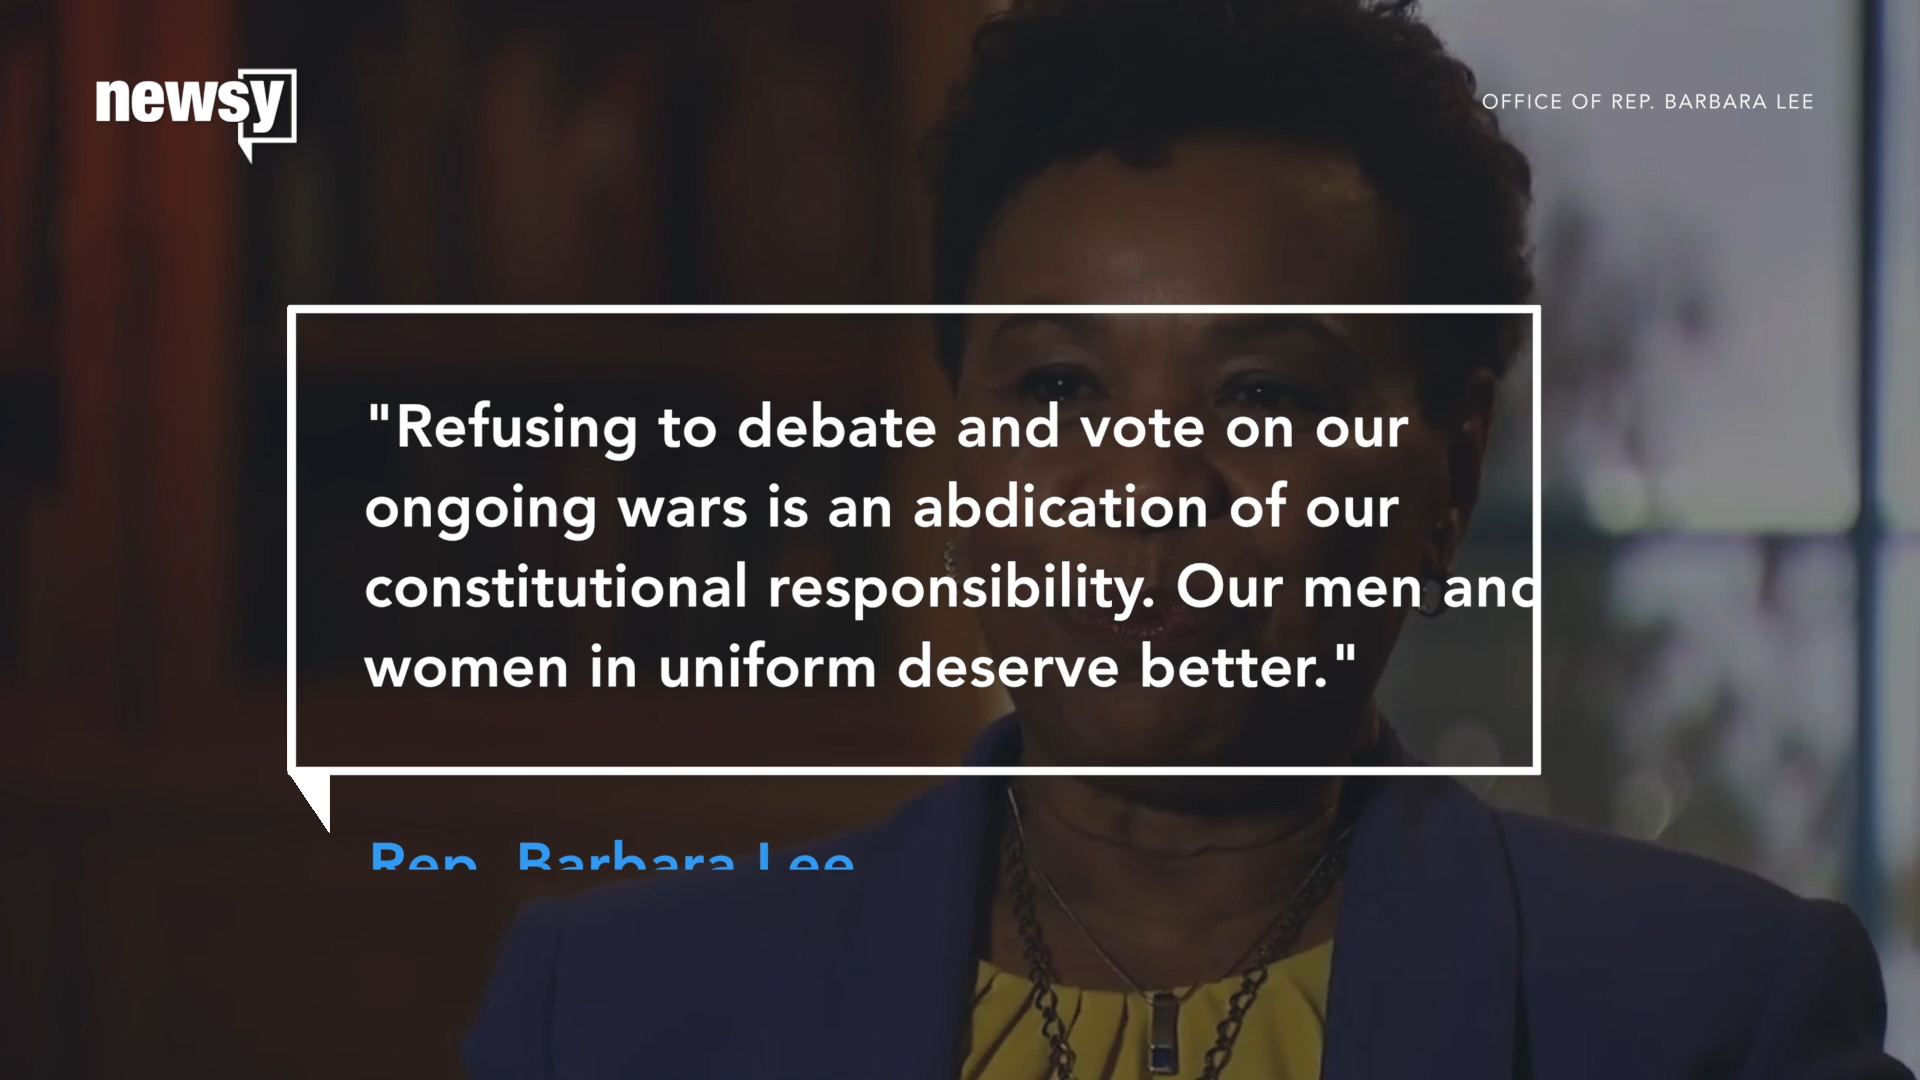 newsy
OFFICE OF REP. BARBARA LEE
"Refusing to debate and vote on our
ongoing wars is an abdication of our
constitutional responsibility. Our men and
women in uniform deserve better."
Rep. Barbara Lee